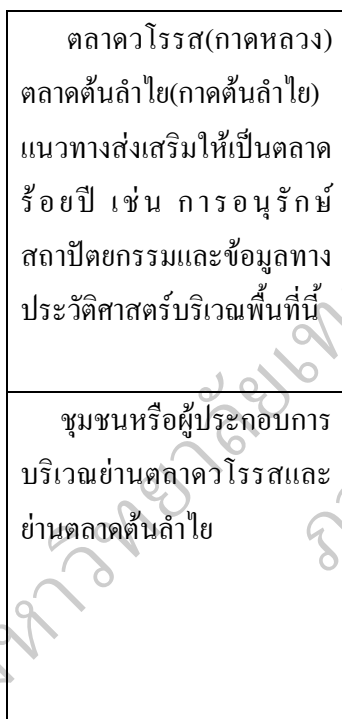 ตลาดวโรรส(กาดหลวง)
ตลาดต้นลำไย(กาดต้นลำไย)
แนวทางส่งเสริมให้เป็นตลาด
ร้อยปี เช่น การอนุรักษ์
สถาปัตยกรรมและข้อมูลทาง
ประวัติศาสตร์บริเวณพื้นที่นี้
ชุมชนหรือผู้ประกอบการ
บริเวณย่านตลาดวโรรสและ
ย่านตลาดต้นลำไย